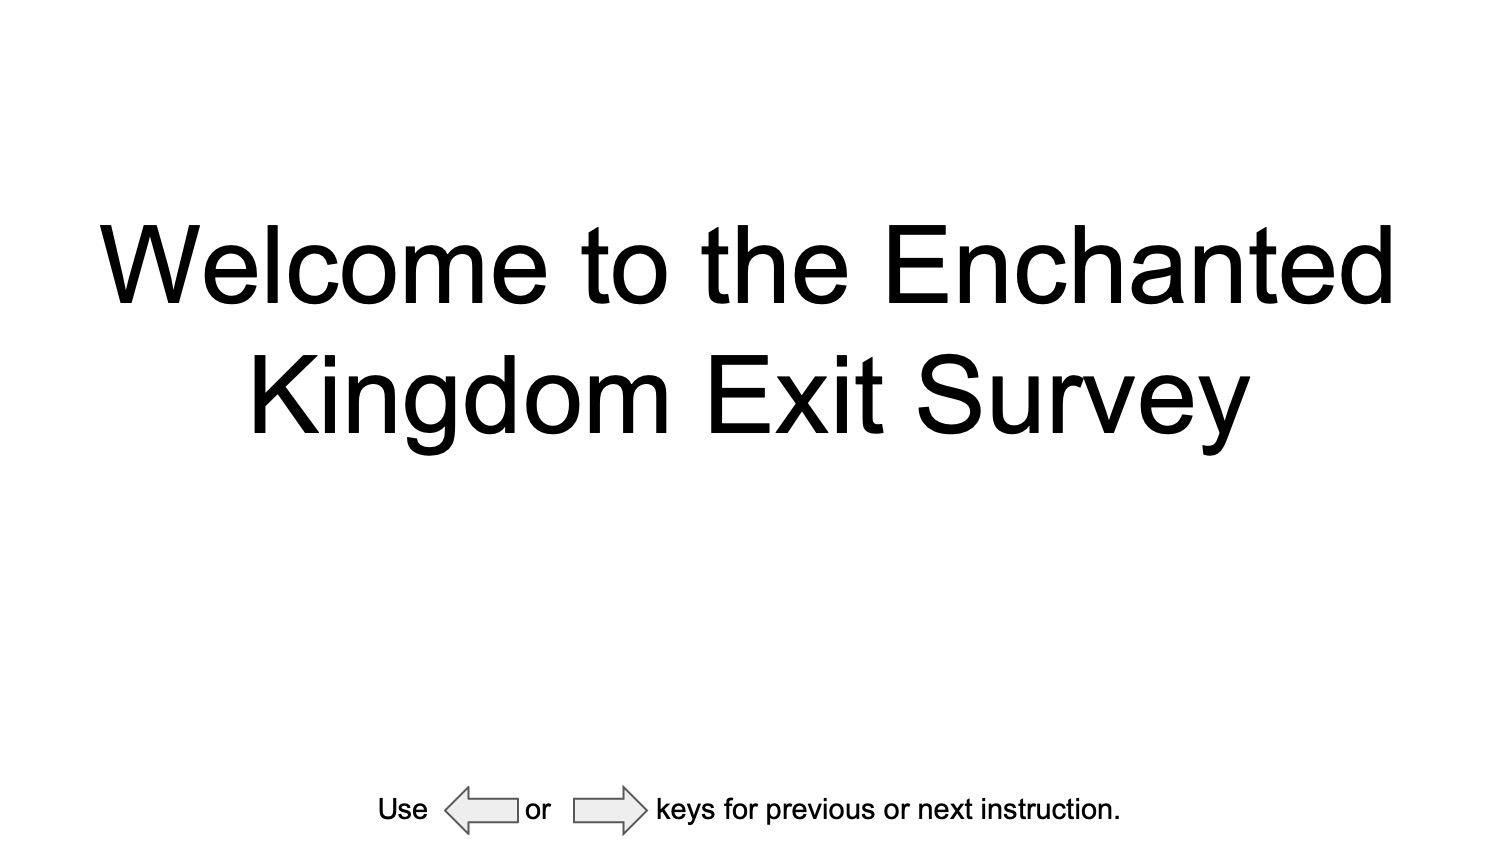 Welcome to the Enchanted
Kingdom Exit Survey
Use or keys for previous or next instruction.